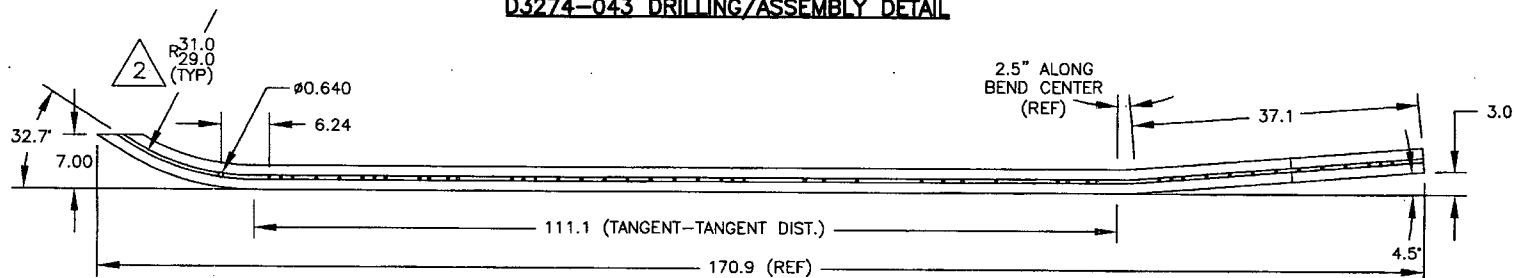 D3274-043 DRILLING/ASSEMBLY DETAIL
2
R31.0
29.0
(TYP)
ø0.640
6.24
32.7°
7.00
2.5" ALONG
BEND CENTER
(REF)
37.1
3.0
111.1 (TANGENT-TANGENT DIST.)
4.5°
170.9 (REF)